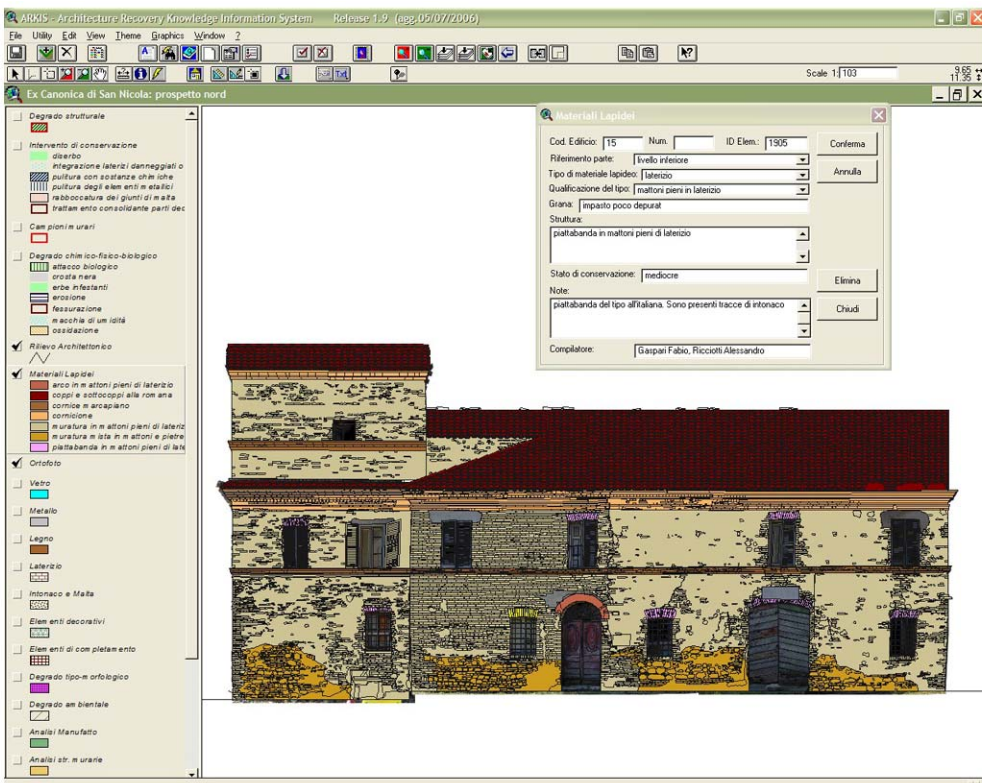 ARKIS - Architecture Recovery Knowledge Information System Release 1.9 (agg.05/07/2006)
File Utility Edit View Theme Graphics Window ?
Txt
Scale 1: 103
9.65
11.35
Ex Canonica di San Nicola: prospetto nord
Degrado strutturale
Intervento di conservazione
diserbo
integrazione laterizi danneggiati o
pulitura con sostanze chimiche
pulitura degli elementi metallici
rabboccatura dei giunti di malta
trattamento consolidante parti dec
Campioni murari
Degrado chimico-fisico-biologico
attacco biologico
crosta nera
erbe infestanti
erosione
fessurazione
macchia di umidità
ossidazione
Rilievo Architettonico
Materiali Lapidei
arco in mattoni pieni di laterizio
coppi e sottocoppi alla romana
cornice marcapiano
cornicione
muratura in mattoni pieni di lateriz
muratura mista in mattoni e pietre
piattabanda in mattoni pieni di late
Ortofoto
Vetro
Metallo
Legno
Laterizio
Intonaco e Malta
Elementi decorativi
Elementi di completamento
Degrado tipo-morfologico
Degrado ambientale
Analisi Manufatto
Analisi str. murarie
Materiali Lapidei
Cod. Edificio: 15 Num. ID Elem.: 1905 Conferma
Riferimento parte: livello inferiore
Tipo di materiale lapideo: laterizio Annulla
Qualificazione del tipo: mattoni pieni in laterizio
Grana: impasto poco depurat
Struttura:
piattabanda in mattoni pieni di laterizio
Stato di conservazione: mediocre Elimina
Note:
piattabanda del tipo all'italiana. Sono presenti tracce di intonaco Chiudi
Compilatore: Gaspari Fabio, Ricciotti Alessandro